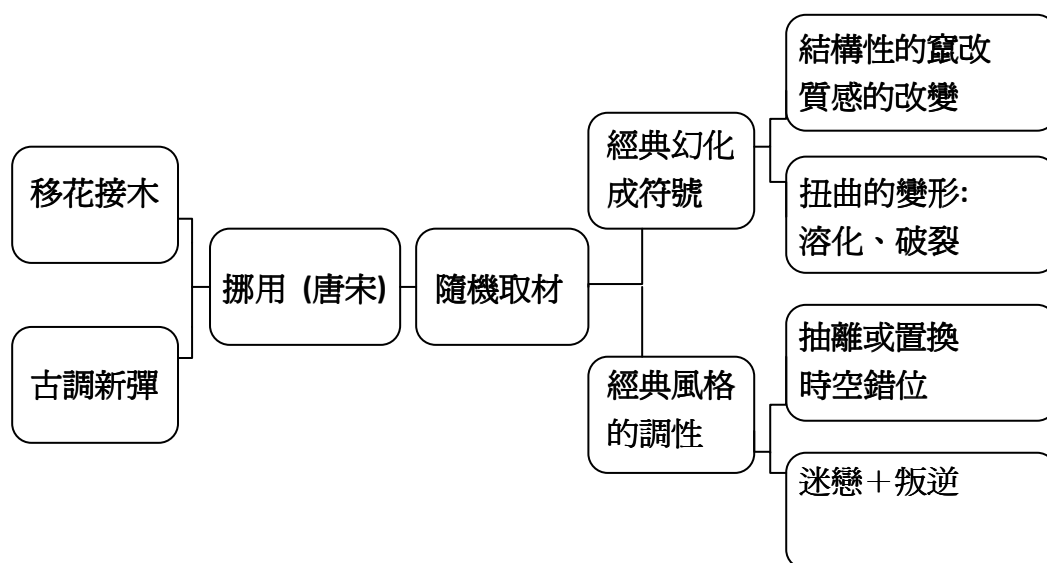 移花接木
古調新彈
挪用 (唐宋)
隨機取材
經典幻化
成符號
經典風格
的調性
結構性的竄改
質感的改變
扭曲的變形:
溶化、破裂
抽離或置換
時空錯位
迷戀＋叛逆